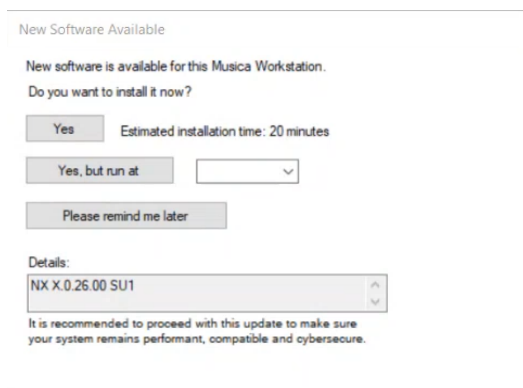 New Software Available
New software is available for this Musica Workstation.
Do you want to install it now?
Yes
Estimated installation time: 20 minutes
Yes, but run at
Please remind me later
Details:
NX X.0.26.00 SU1
It is recommended to proceed with this update to make sure
your system remains performant, compatible and cybersecure.